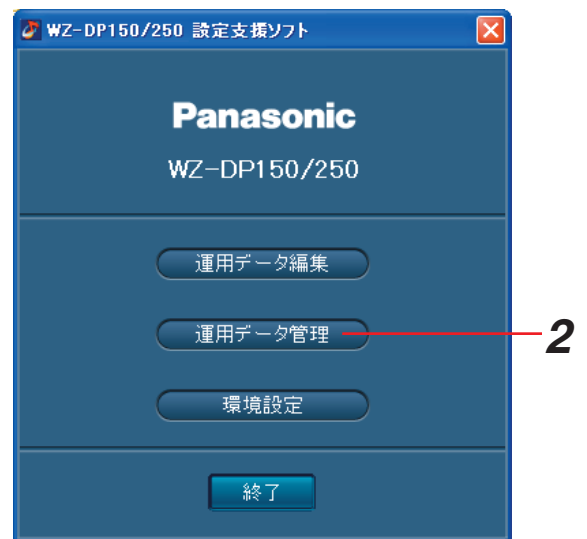 WZ-DP150/250 設定支援ソフト
Panasonic
WZ-DP150/250
運用データ編集
運用データ管理
2
環境設定
終了